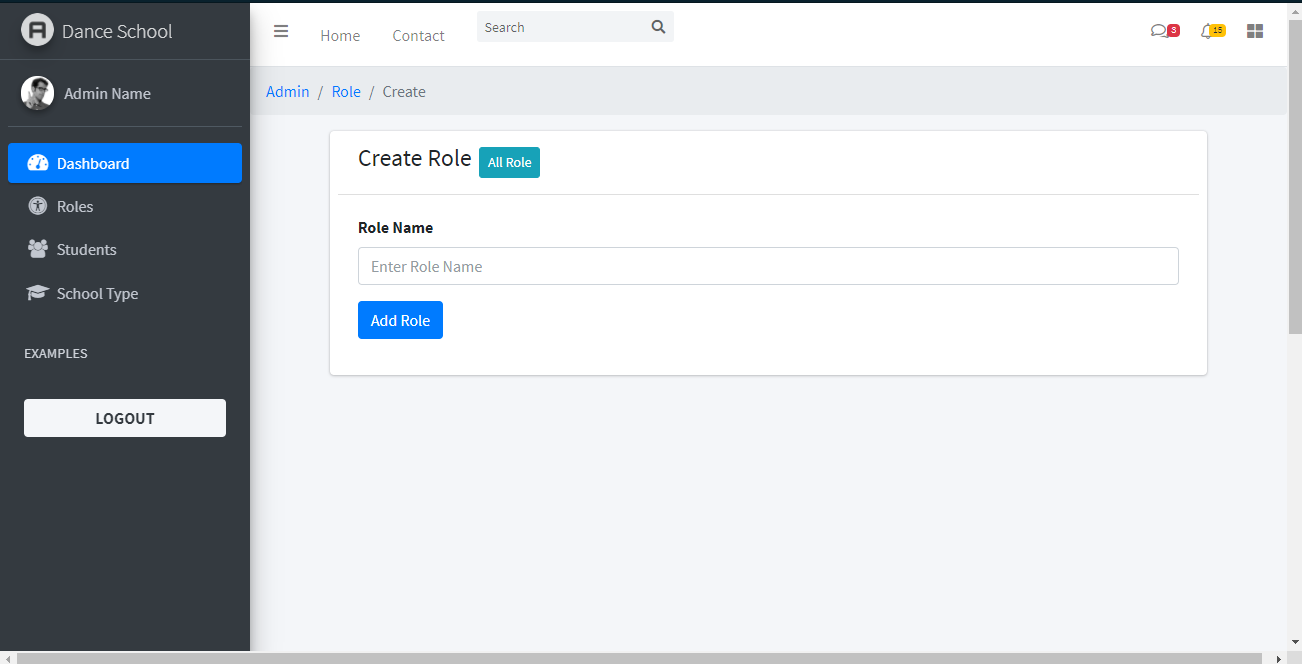 Dance School
Home
Contact
Search
3
15
Admin Name
Admin / Role / Create
Dashboard
Roles
Students
School Type
EXAMPLES
LOGOUT
Create Role
All Role
Role Name
Enter Role Name
Add Role